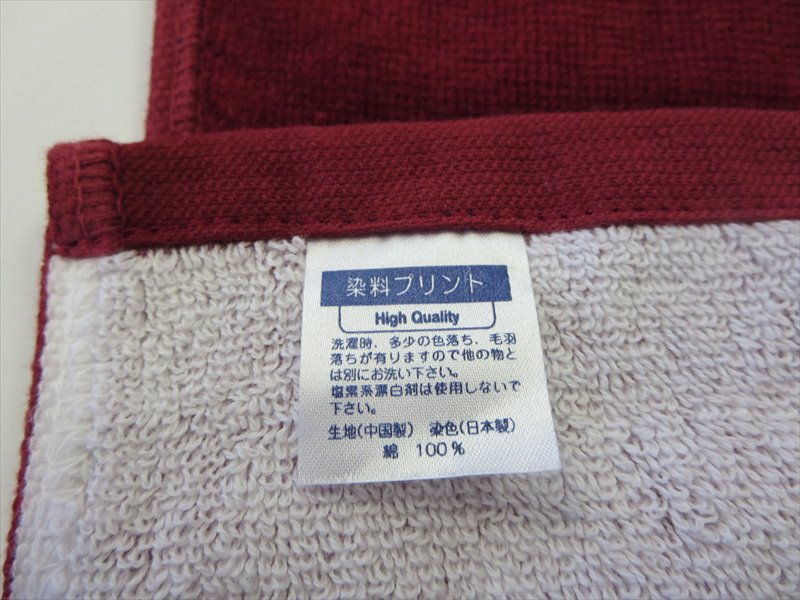 染料プリント
High Quality
洗濯時、多少の色落ち、毛羽
落ちが有りますので他の物と
は別にお洗い下さい。
塩素系漂白剤は使用しないで
下さい。
生地(中国製) 染色(日本製)
綿 100%